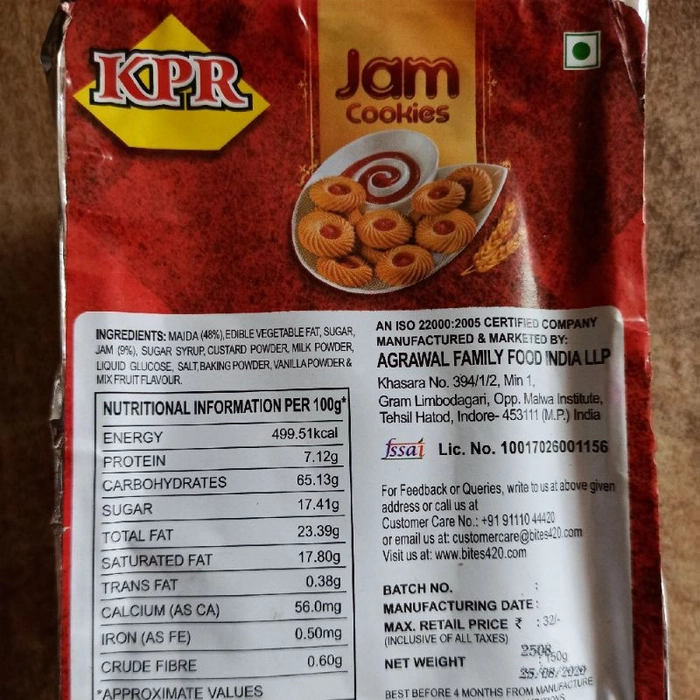 KPR
Jam
Cookies
INGREDIENTS: MAIDA (48%), EDIBLE VEGETABLE FAT, SUGAR,
JAM (9%), SUGAR SYRUP, CUSTARD POWDER, MILK POWDER,
LIQUID GLUCOSE, SALT, BAKING POWDER, VANILLA POWDER &
MIX FRUIT FLAVOUR.
NUTRITIONAL INFORMATION PER 100g*
ENERGY 499.51kcal
PROTEIN 7.12g
CARBOHYDRATES 65.13g
SUGAR 17.41g
TOTAL FAT 23.39g
SATURATED FAT 17.80g
TRANS FAT 0.38g
CALCIUM (AS CA) 56.0mg
IRON (AS FE) 0.50mg
CRUDE FIBRE 0.60g
*APPROXIMATE VALUES
AN ISO 22000:2005 CERTIFIED COMPANY
MANUFACTURED & MARKETED BY:
AGRAWAL FAMILY FOOD INDIA LLP
Khasara No. 394/1/2, Min 1,
Gram Limbodagari, Opp. Malwa Institute,
Tehsil Hatod, Indore- 453111 (M.P.) India
fssai Lic. No. 10017026001156
For Feedback or Queries, write to us at above given
address or call us at
Customer Care No.: +91 91110 44420
or email us at: customercare@bites420.com
Visit us at: www.bites420.com
BATCH NO. :
MANUFACTURING DATE :
MAX. RETAIL PRICE ₹ : 32/-
(INCLUSIVE OF ALL TAXES)
2508
NET WEIGHT : 150g
25/08/2020
BEST BEFORE 4 MONTHS FROM MANUFACTURE